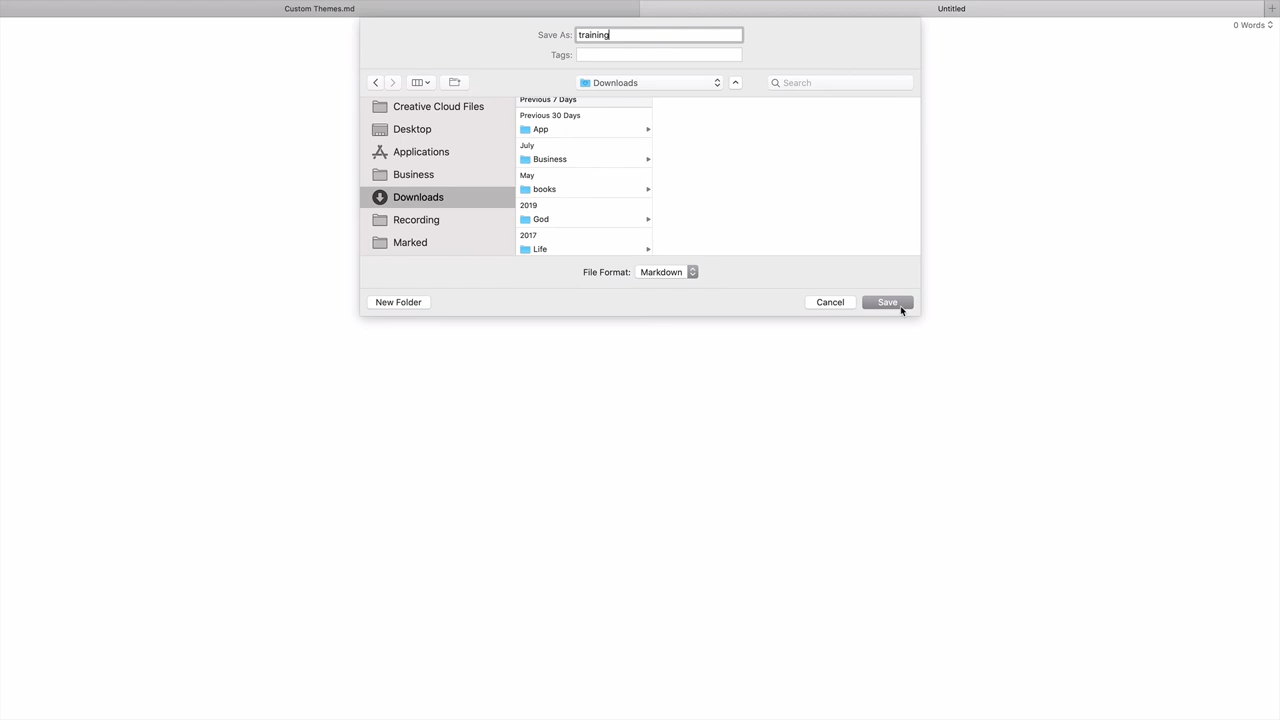 Custom Themes.md
Untitled
0 Words
Save As: training
Tags:
Downloads
Search
Creative Cloud Files
Desktop
Applications
Business
Downloads
Recording
Marked
Previous 7 Days
Previous 30 Days
App
July
Business
May
books
2019
God
2017
Life
File Format: Markdown
New Folder
Cancel
Save